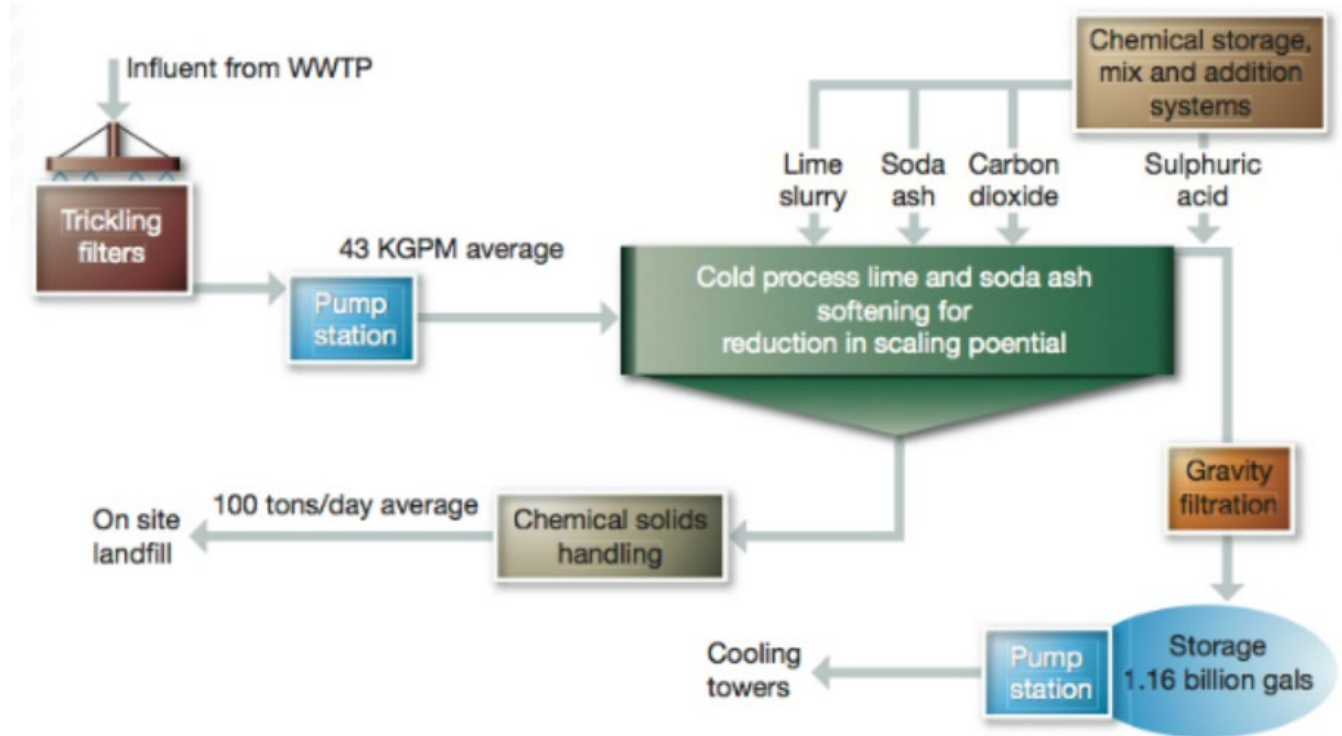 Influent from WWTP
Chemical storage,
mix and addition
systems
Lime
slurry
Soda
ash
Carbon
dioxide
Sulphuric
acid
Trickling
filters
43 KGPM average
Pump
station
Cold process lime and soda ash
softening for
reduction in scaling poential
Gravity
filtration
100 tons/day average
On site
landfill
Chemical solids
handling
Cooling
towers
Pump
station
Storage
1.16 billion gals